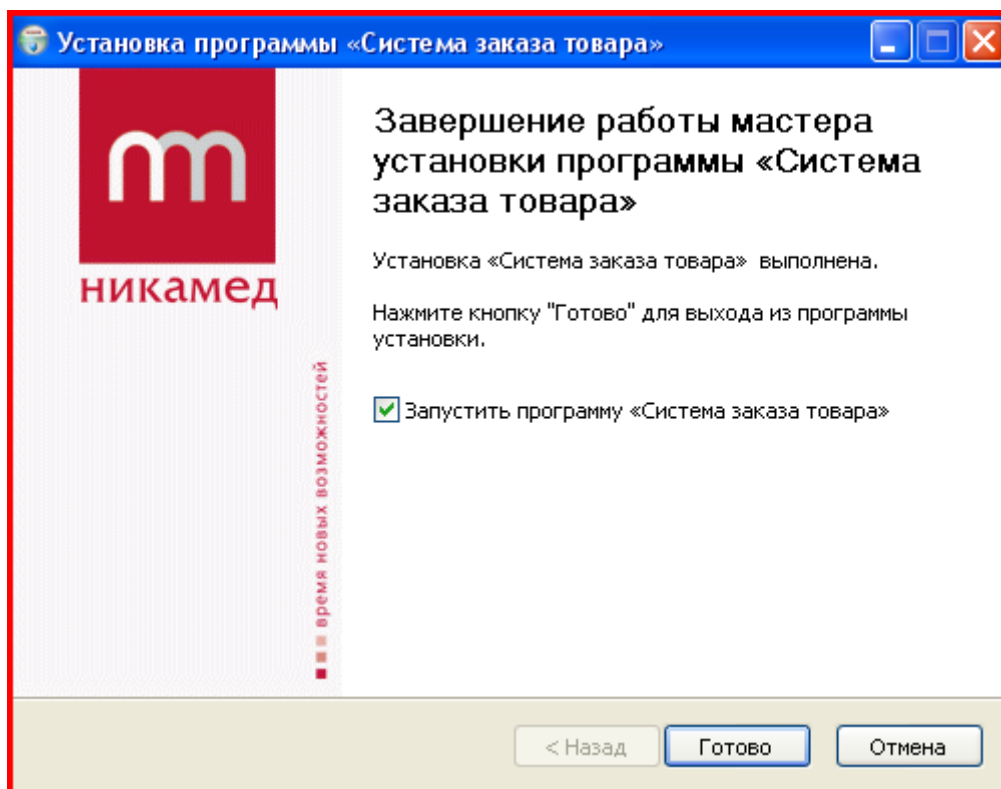 Установка программы «Система заказа товара»
никамед
время новых возможностей
Завершение работы мастера
установки программы «Система
заказа товара»
Установка «Система заказа товара» выполнена.
Нажмите кнопку "Готово" для выхода из программы
установки.
Запустить программу «Система заказа товара»
< Назад
Готово
Отмена